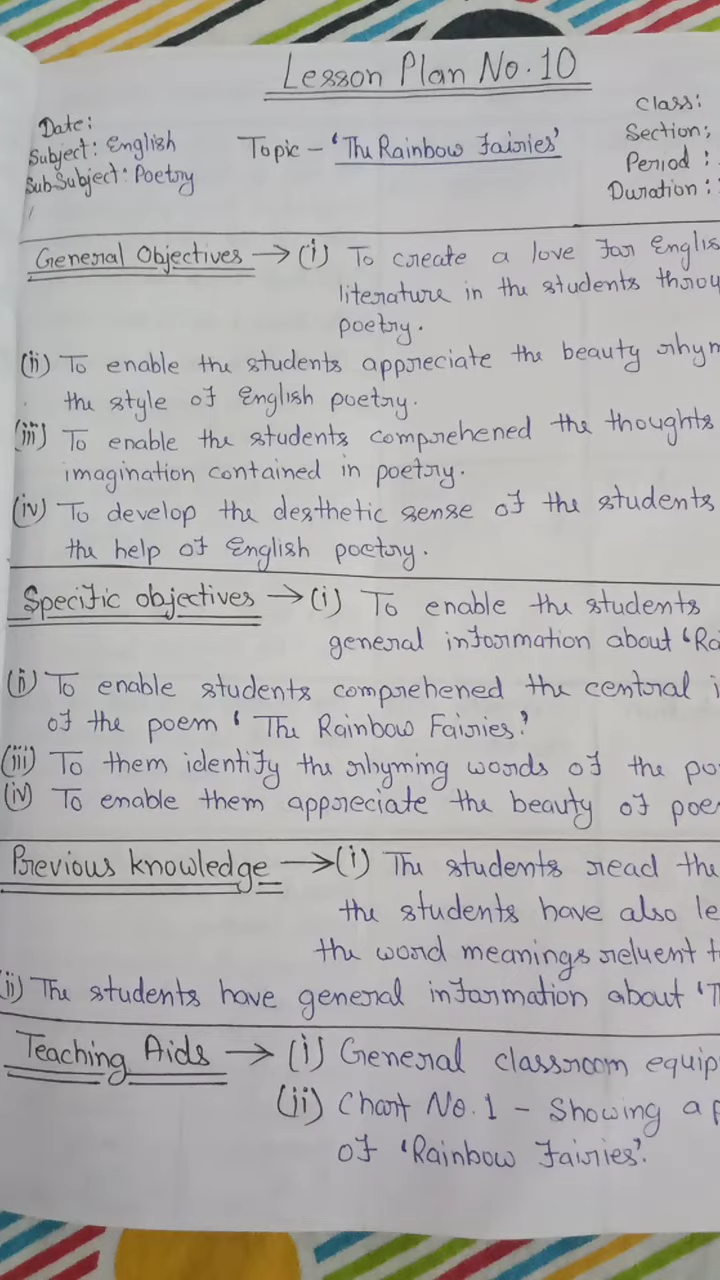 Lesson Plan No. 10
Date:
Subject: English
Sub-Subject: Poetry
Topic – 'The Rainbow Fairies'
Class:
Section:
Period :
Duration :
General Objectives → (i) To create a love for Englis
literature in the students throu
poetry.
(ii) To enable the students appreciate the beauty rhym
the style of English poetry.
(iii) To enable the students comprehened the thoughts
imagination contained in poetry.
(iv) To develop the desthetic sense of the students
the help of English poetry.
Specific objectives → (i) To enable the students
general information about 'Ra
(ii) To enable students comprehened the central i
of the poem 'The Rainbow Fairies.'
(iii) To them identify the rhyming words of the po
(iv) To enable them appreciate the beauty of poe
Previous knowledge → (i) The students read the
the students have also le
the word meanings reluent t
(ii) The students have general information about 'T
Teaching Aids → (i) General classroom equip
(ii) Chart No. 1 – Showing a p
of 'Rainbow Fairies'.